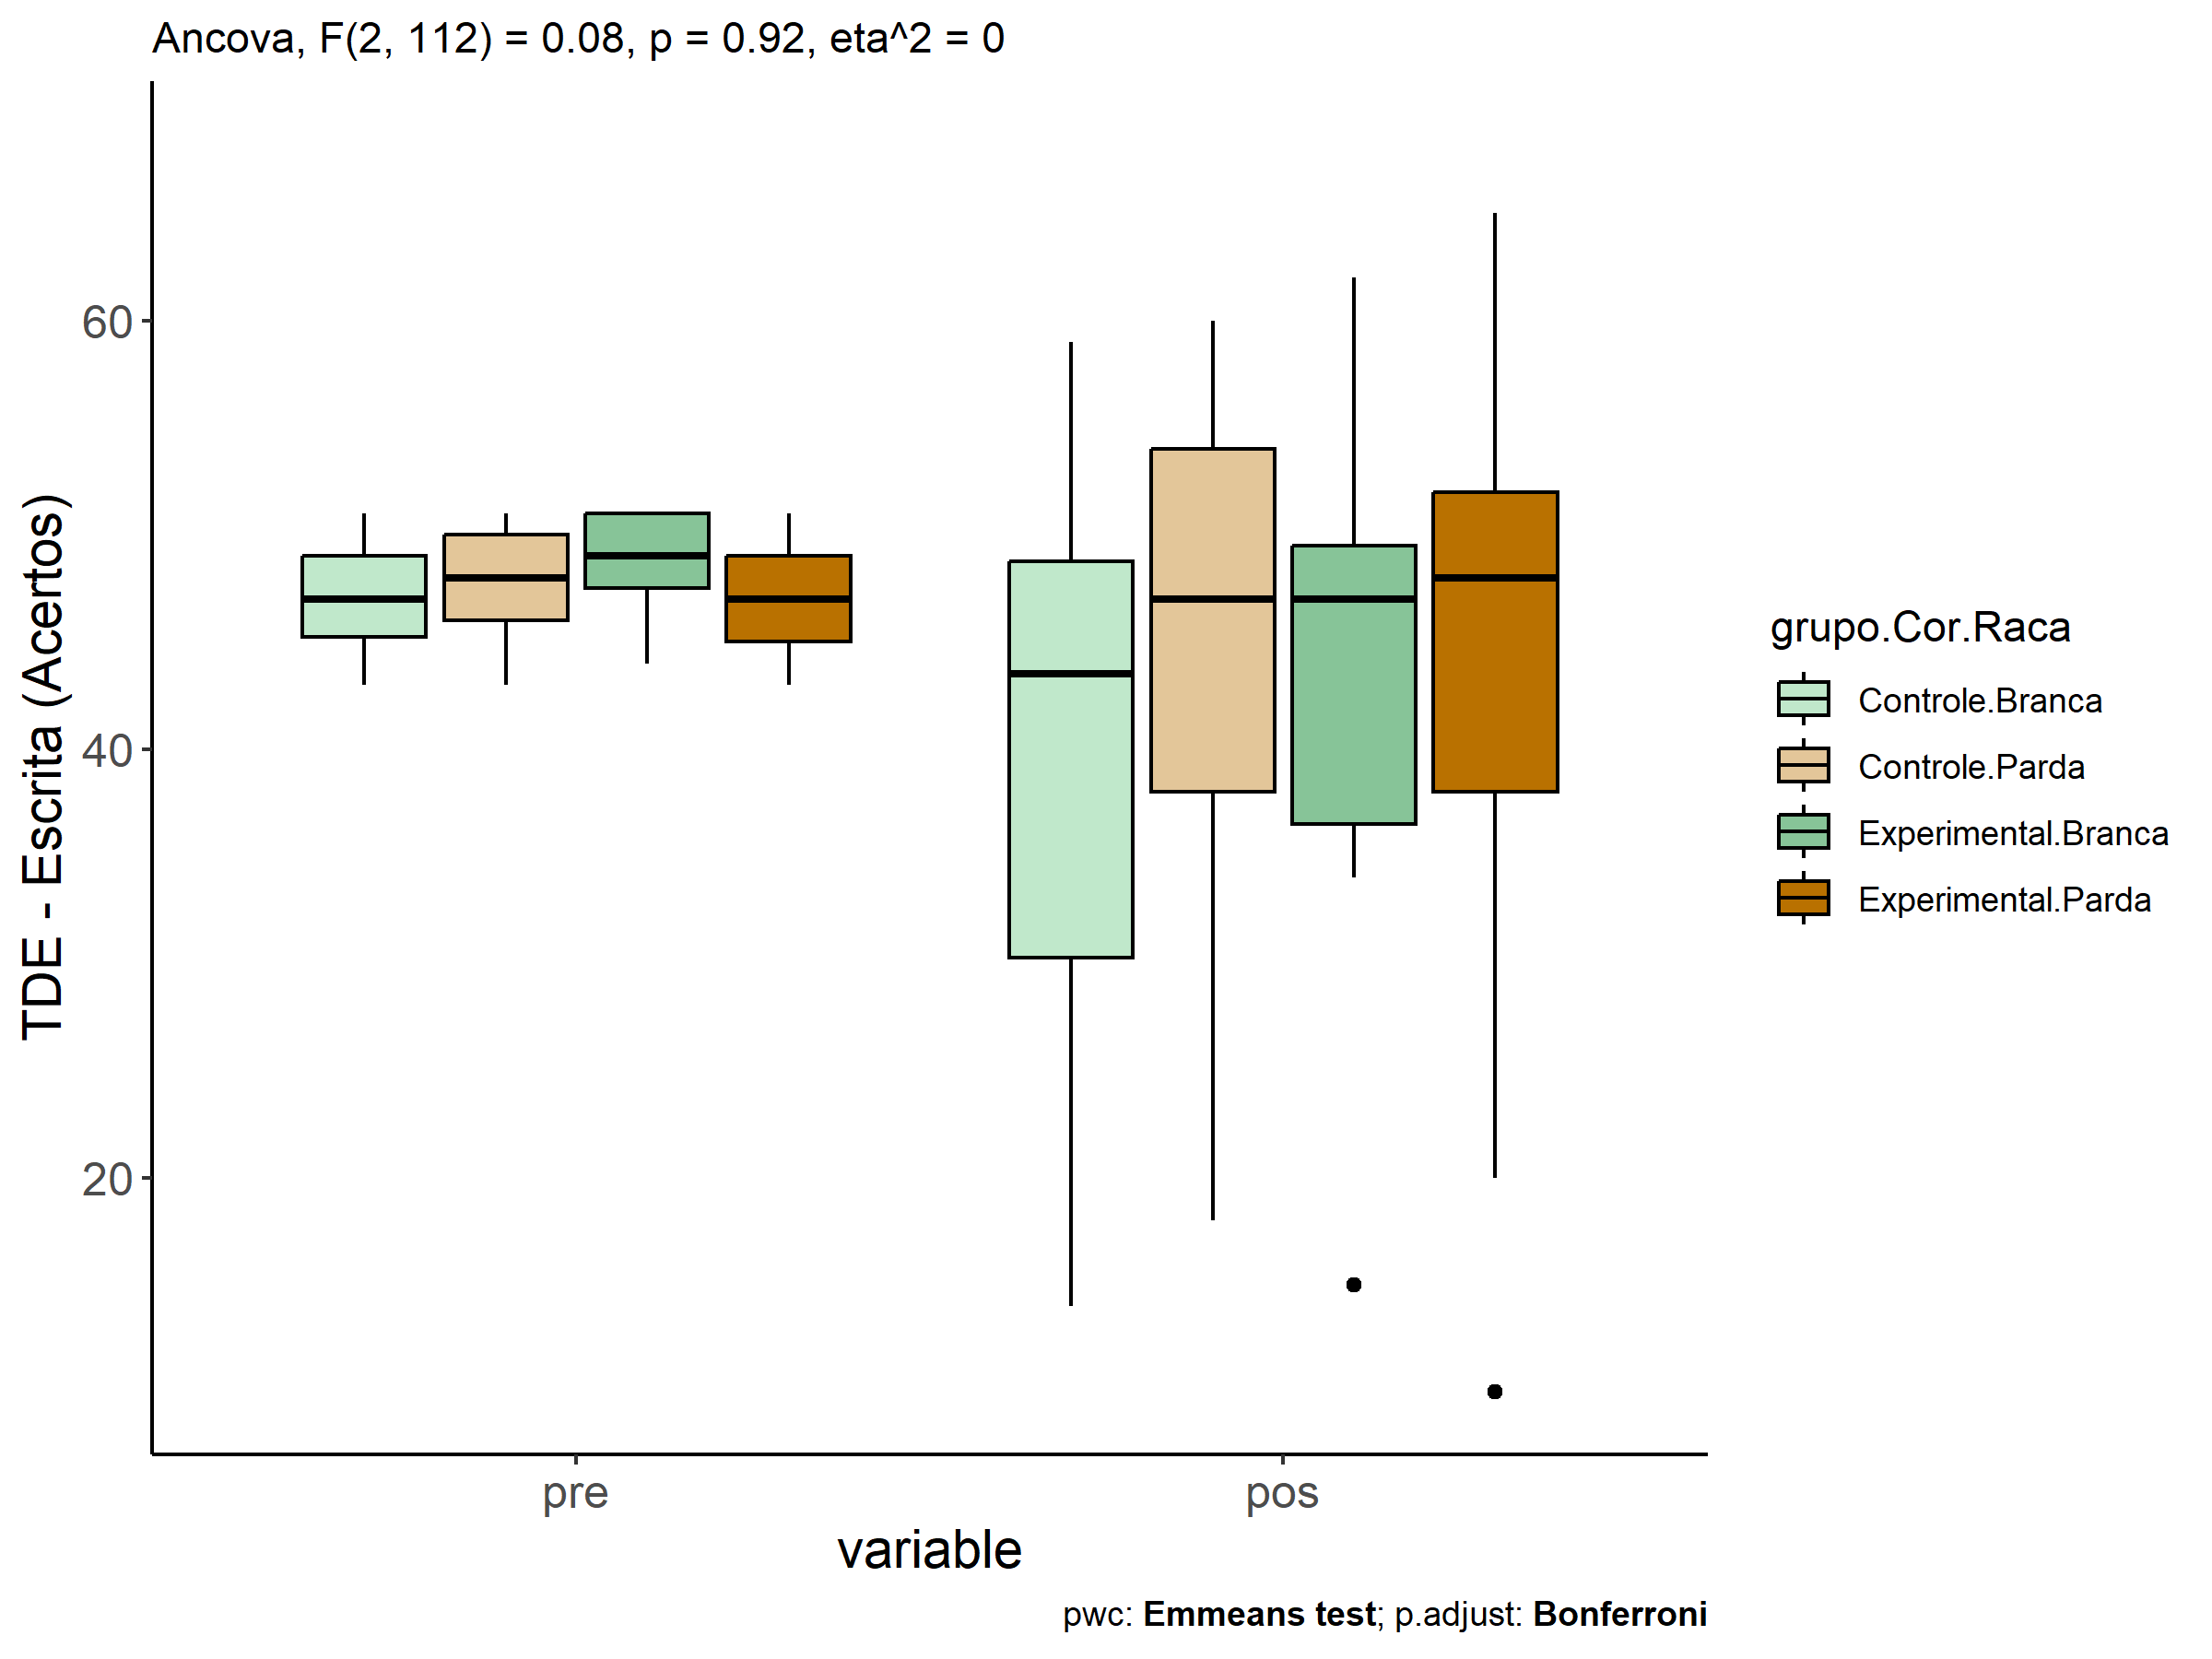 Ancova, F(2, 112) = 0.08, p = 0.92, eta^2 = 0
TDE - Escrita (Acertos)
60
40
20
pre
pos
variable
grupo.Cor.Raca
Controle.Branca
Controle.Parda
Experimental.Branca
Experimental.Parda
pwc: Emmeans test; p.adjust: Bonferroni